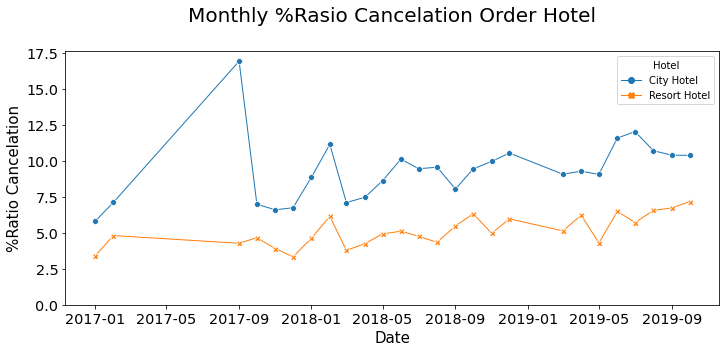 Monthly %Rasio Cancelation Order Hotel
17.5
15.0
12.5
10.0
7.5
5.0
2.5
0.0
%Ratio Cancelation
Hotel
City Hotel
Resort Hotel
2017-01 2017-05 2017-09 2018-01 2018-05 2018-09 2019-01 2019-05 2019-09
Date